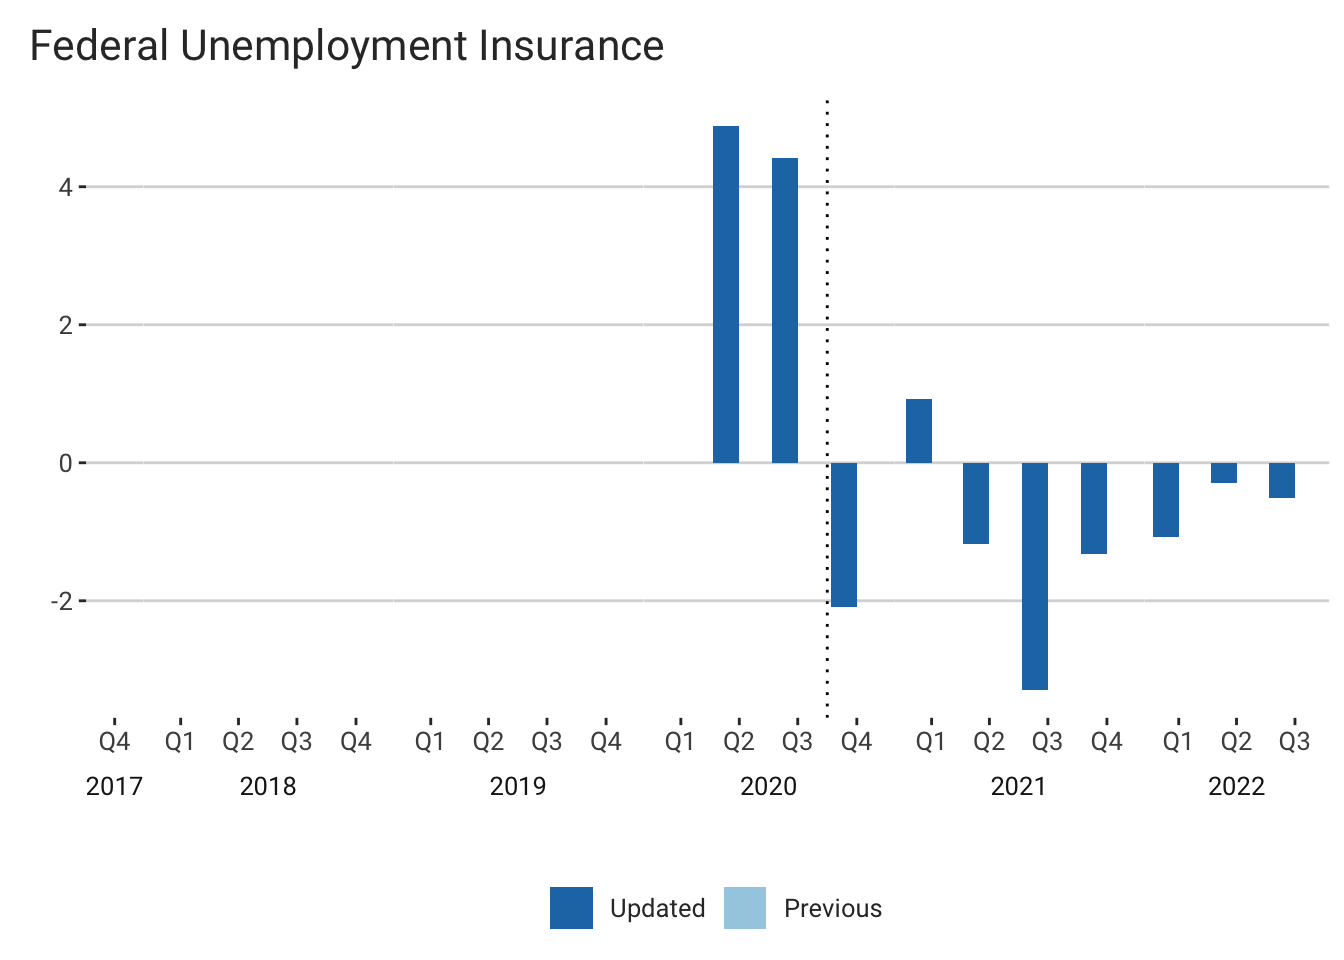 Federal Unemployment Insurance
4
2
0
-2
Q4 Q1 Q2 Q3 Q4 Q1 Q2 Q3 Q4 Q1 Q2 Q3 Q4 Q1 Q2 Q3 Q4 Q1 Q2 Q3
2017 2018 2019 2020 2021 2022
Updated Previous